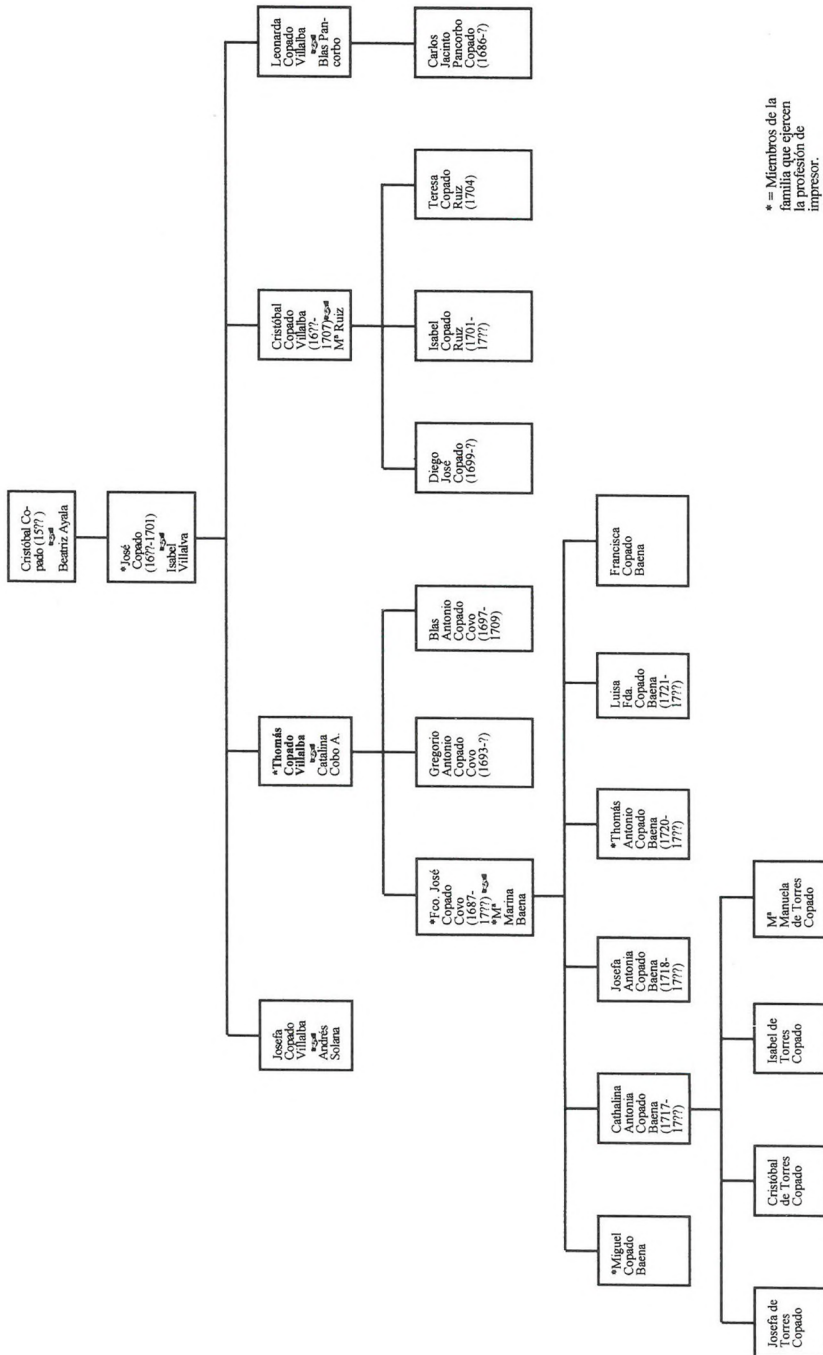 Cristóbal Co-
pado (15?? )
Beatriz Ayala
*José
Copado
(16??-1701)
Isabel
Villalva
Josefa
Copado
Villalba
Andrés
Solana
*Thomás
Copado
Villalba
Catalina
Cobo A.
Cristóbal
Copado
Villalba
(16??-
1707)
Mª Ruiz
Leonarda
Copado
Villalba
Blas Pan-
corbo
*Fco. José
Copado
Covo
(1687-
17??)
*Mª
Marina
Baena
Gregorio
Antonio
Copado
Covo
(1693-?)
Blas
Antonio
Copado
Covo
(1697-
1709)
Diego
José
Copado
(1699-?)
Isabel
Copado
Ruiz
(1701-
17??)
Teresa
Copado
Ruiz
(1704)
Carlos
Jacinto
Pancorbo
Copado
(1686-?)
*Miguel
Copado
Baena
Cathalina
Antonia
Copado
Baena
(1717-
17??)
Josefa
Antonia
Copado
Baena
(1718-
17??)
*Thomás
Antonio
Copado
Baena
(1720-
17??)
Luisa
Fda.
Copado
Baena
(1721-
17??)
Francisca
Copado
Baena
Josefa de
Torres
Copado
Cristóbal
de Torres
Copado
Isabel de
Torres
Copado
Mª
Manuela
de Torres
Copado
* = Miembros de la
familia que ejercen
la profesión de
impresor.